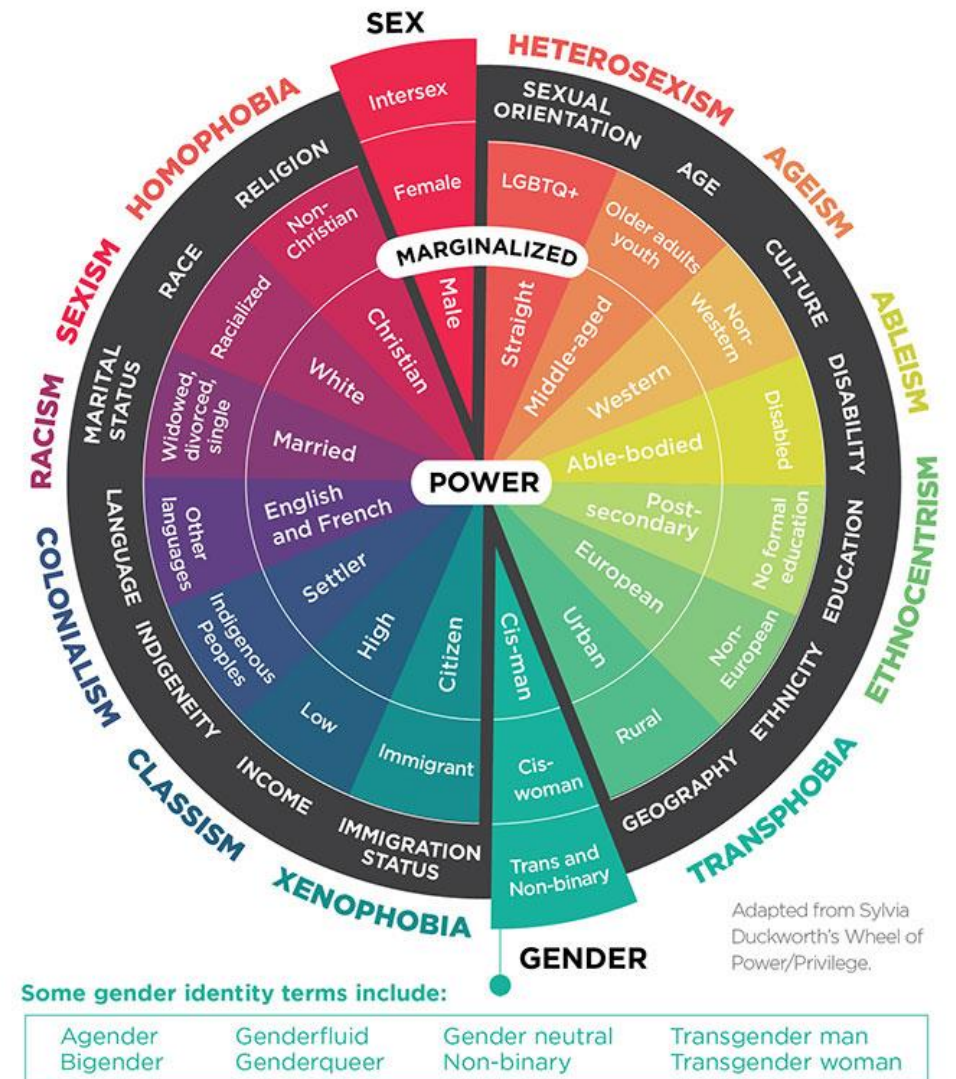 SEX
HETEROSEXISM
AGEISM
ABLEISM
ETHNOCENTRISM
TRANSPHOBIA
XENOPHOBIA
CLASSISM
COLONIALISM
RACISM
SEXISM
HOMOPHOBIA
Intersex
Female
Male
SEXUAL
ORIENTATION
LGBTQ+
Straight
AGE
Older adults
youth
Middle-aged
CULTURE
Non-
Western
Western
DISABILITY
Disabled
Able-bodied
EDUCATION
No formal
education
Post-
secondary
ETHNICITY
Non-
European
European
GEOGRAPHY
Rural
Urban
Cis-man
Cis-
woman
Trans and
Non-binary
GENDER
IMMIGRATION
STATUS
Immigrant
Citizen
INCOME
Low
High
INDIGENEITY
Indigenous
Peoples
Settler
LANGUAGE
Other
languages
English
and French
MARITAL
STATUS
Widowed,
divorced,
single
Married
RACE
Racialized
White
RELIGION
Non-
Christian
Christian
MARGINALIZED
POWER
Adapted from Sylvia
Duckworth's Wheel of
Power/Privilege.
Some gender identity terms include:
Agender Genderfluid Gender neutral Transgender man
Bigender Genderqueer Non-binary Transgender woman